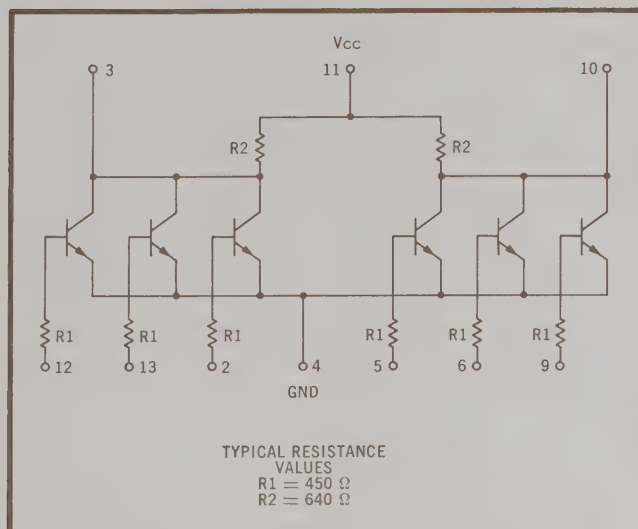 Vcc
3
11
10
R2
R2
R1
R1
R1
R1
R1
R1
12
13
2
4
5
6
9
GND
TYPICAL RESISTANCE
VALUES
R1 = 450 Ω
R2 = 640 Ω